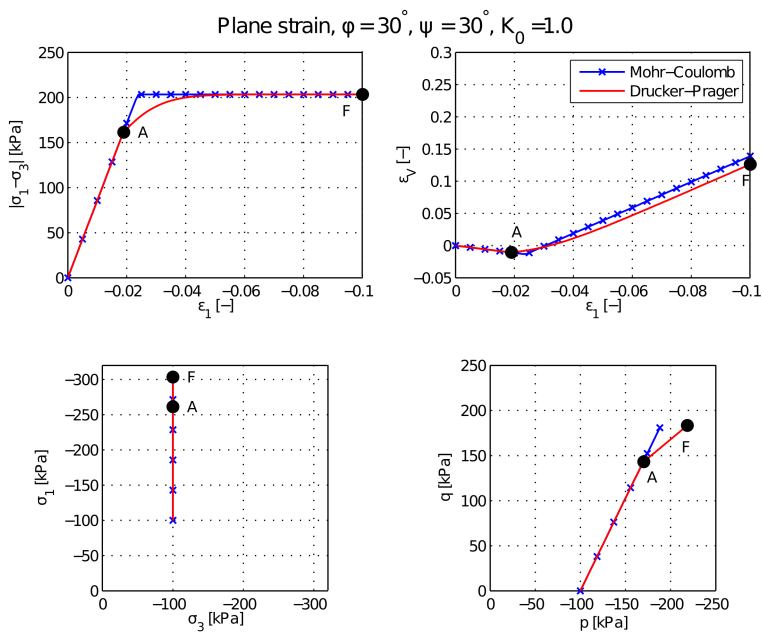 Plane strain, φ = 30°, ψ = 30°, K₀ =1.0
250
200
150
100
50
0
|σ₁−σ₃| [kPa]
A
F
0 −0.02 −0.04 −0.06 −0.08 −0.1
ε₁ [−]
0.3
0.25
0.2
0.15
0.1
0.05
0
−0.05
εV [−]
Mohr−Coulomb
Drucker−Prager
A
F
0 −0.02 −0.04 −0.06 −0.08 −0.1
ε₁ [−]
−300
−250
−200
−150
−100
−50
0
σ₁ [kPa]
F
A
0 −100 −200 −300
σ₃ [kPa]
250
200
150
100
50
0
q [kPa]
F
A
0 −50 −100 −150 −200 −250
p [kPa]